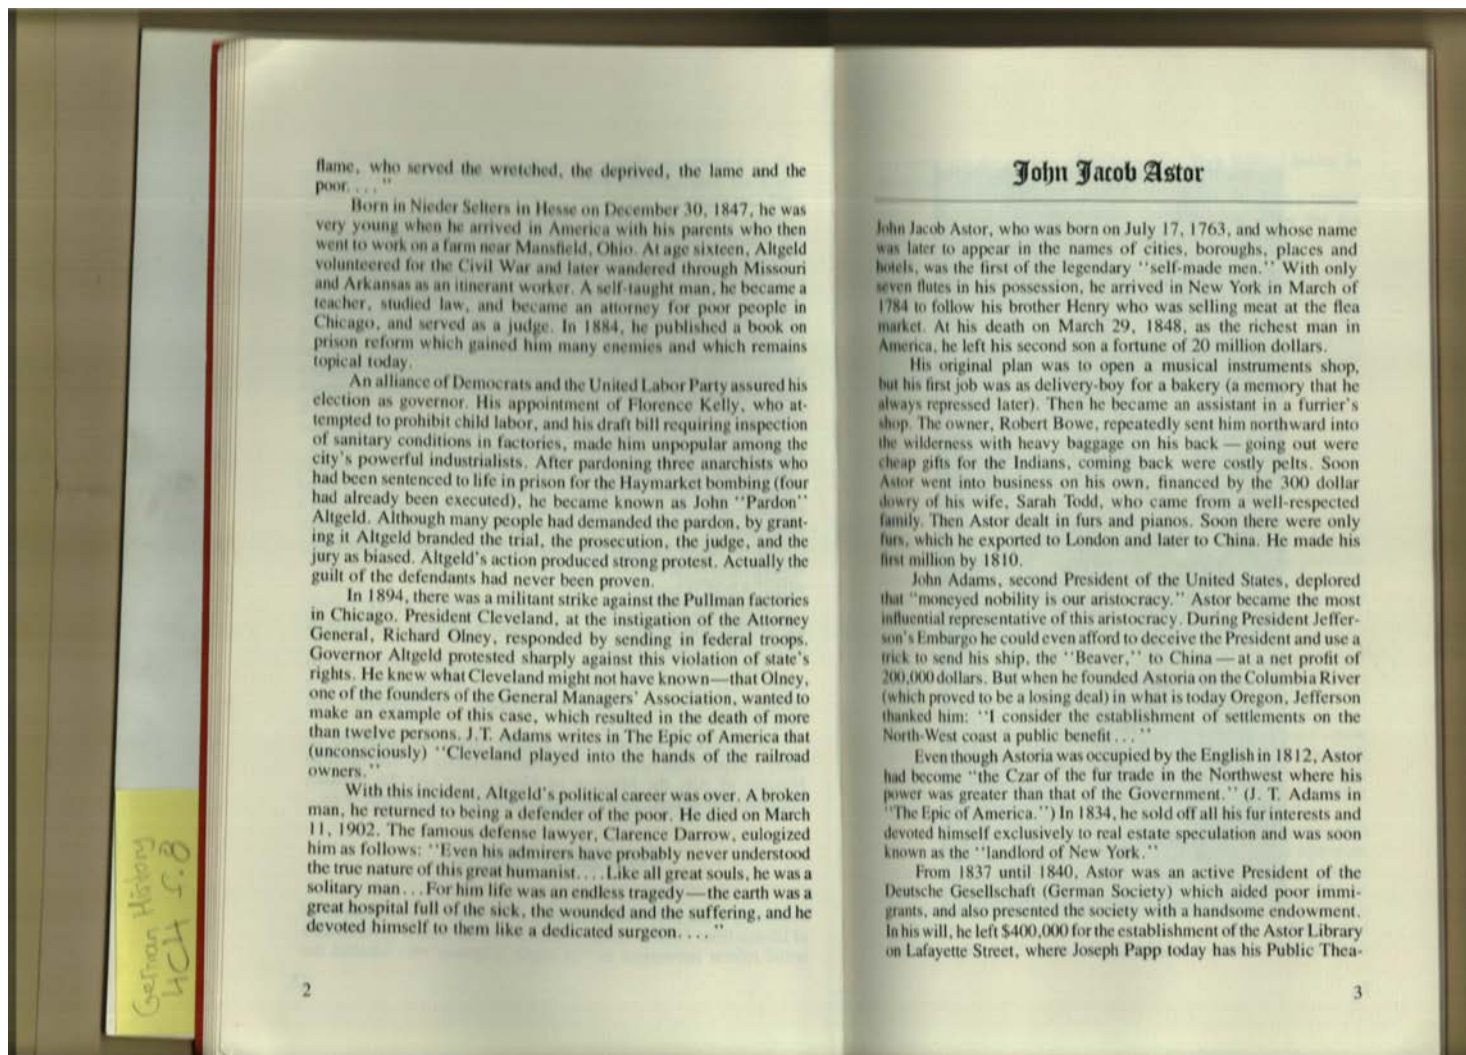 flame, who served the wretched, the deprived, the lame and the
poor. . . ."
Born in Nieder Selters in Hesse on December 30, 1847, he was
very young when he arrived in America with his parents who then
went to work on a farm near Mansfield, Ohio. At age sixteen, Altgeld
volunteered for the Civil War and later wandered through Missouri
and Arkansas as an itinerant worker. A self-taught man, he became a
teacher, studied law, and became an attorney for poor people in
Chicago, and served as a judge. In 1884, he published a book on
prison reform which gained him many enemies and which remains
topical today.
An alliance of Democrats and the United Labor Party assured his
election as governor. His appointment of Florence Kelly, who at-
tempted to prohibit child labor, and his draft bill requiring inspection
of sanitary conditions in factories, made him unpopular among the
city's powerful industrialists. After pardoning three anarchists who
had been sentenced to life in prison for the Haymarket bombing (four
had already been executed), he became known as John "Pardon"
Altgeld. Although many people had demanded the pardon, by grant-
ing it Altgeld branded the trial, the prosecution, the judge, and the
jury as biased. Altgeld's action produced strong protest. Actually the
guilt of the defendants had never been proven.
In 1894, there was a militant strike against the Pullman factories
in Chicago. President Cleveland, at the instigation of the Attorney
General, Richard Olney, responded by sending in federal troops.
Governor Altgeld protested sharply against this violation of state's
rights. He knew what Cleveland might not have known—that Olney,
one of the founders of the General Managers' Association, wanted to
make an example of this case, which resulted in the death of more
than twelve persons. J.T. Adams writes in The Epic of America that
(unconsciously) "Cleveland played into the hands of the railroad
owners."
With this incident, Altgeld's political career was over. A broken
man, he returned to being a defender of the poor. He died on March
11, 1902. The famous defense lawyer, Clarence Darrow, eulogized
him as follows: "Even his admirers have probably never understood
the true nature of this great humanist. . . . Like all great souls, he was a
solitary man . . . For him life was an endless tragedy—the earth was a
great hospital full of the sick, the wounded and the suffering, and he
devoted himself to them like a dedicated surgeon. . . . "
2
John Jacob Astor
John Jacob Astor, who was born on July 17, 1763, and whose name
was later to appear in the names of cities, boroughs, places and
hotels, was the first of the legendary "self-made men." With only
seven flutes in his possession, he arrived in New York in March of
1784 to follow his brother Henry who was selling meat at the flea
market. At his death on March 29, 1848, as the richest man in
America, he left his second son a fortune of 20 million dollars.
His original plan was to open a musical instruments shop,
but his first job was as delivery-boy for a bakery (a memory that he
always repressed later). Then he became an assistant in a furrier's
shop. The owner, Robert Bowe, repeatedly sent him northward into
the wilderness with heavy baggage on his back — going out were
cheap gifts for the Indians, coming back were costly pelts. Soon
Astor went into business on his own, financed by the 300 dollar
dowry of his wife, Sarah Todd, who came from a well-respected
family. Then Astor dealt in furs and pianos. Soon there were only
furs, which he exported to London and later to China. He made his
first million by 1810.
John Adams, second President of the United States, deplored
that "moneyed nobility is our aristocracy." Astor became the most
influential representative of this aristocracy. During President Jeffer-
son's Embargo he could even afford to deceive the President and use a
trick to send his ship, the "Beaver," to China — at a net profit of
200,000 dollars. But when he founded Astoria on the Columbia River
(which proved to be a losing deal) in what is today Oregon, Jefferson
thanked him: "I consider the establishment of settlements on the
North-West coast a public benefit . . . "
Even though Astoria was occupied by the English in 1812, Astor
had become "the Czar of the fur trade in the Northwest where his
power was greater than that of the Government." (J. T. Adams in
"The Epic of America.") In 1834, he sold off all his fur interests and
devoted himself exclusively to real estate speculation and was soon
known as the "landlord of New York."
From 1837 until 1840, Astor was an active President of the
Deutsche Gesellschaft (German Society) which aided poor immi-
grants, and also presented the society with a handsome endowment.
In his will, he left $400,000 for the establishment of the Astor Library
on Lafayette Street, where Joseph Papp today has his Public Thea-
3
German History
HCH 5.8